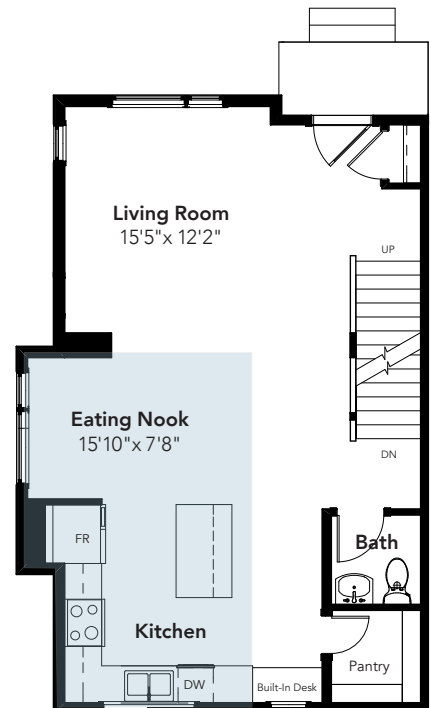 Living Room
15'5"x 12'2"
UP
Eating Nook
15'10"x 7'8"
DN
FR
Bath
Kitchen
Pantry
DW
Built-In Desk